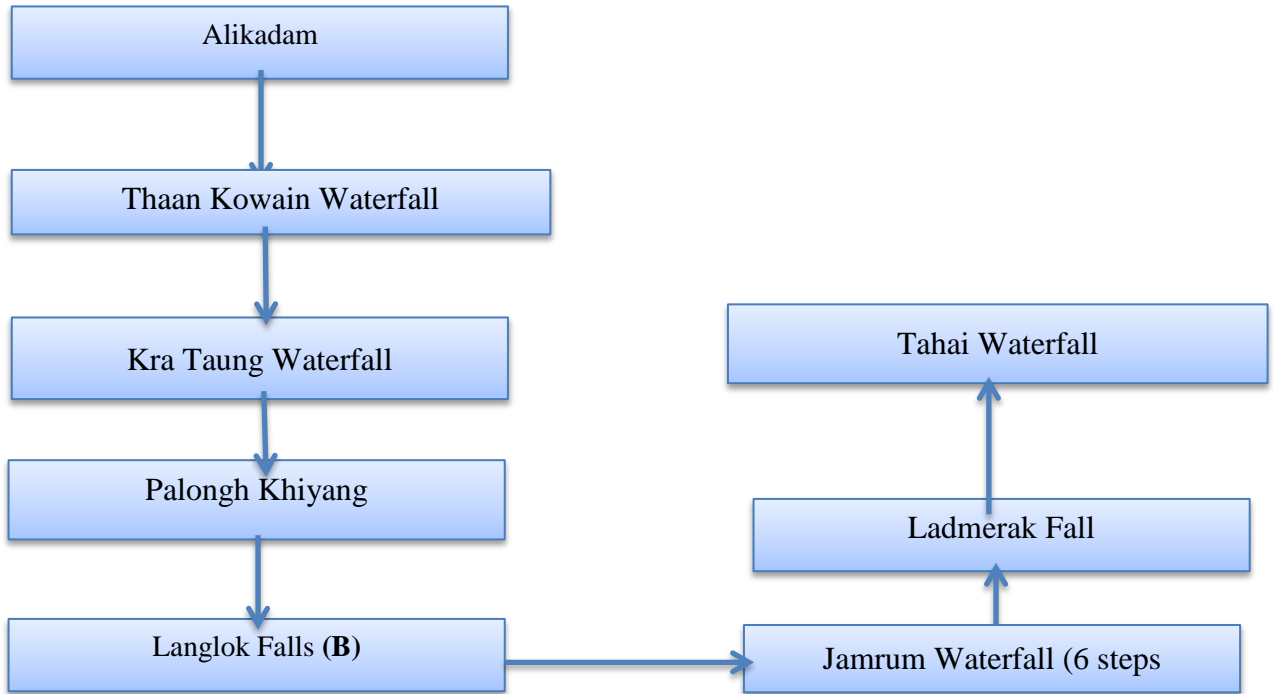 Alikadam
Thaan Kowain Waterfall
Kra Taung Waterfall
Palongh Khiyang
Langlok Falls (B)
Jamrum Waterfall (6 steps
Ladmerak Fall
Tahai Waterfall